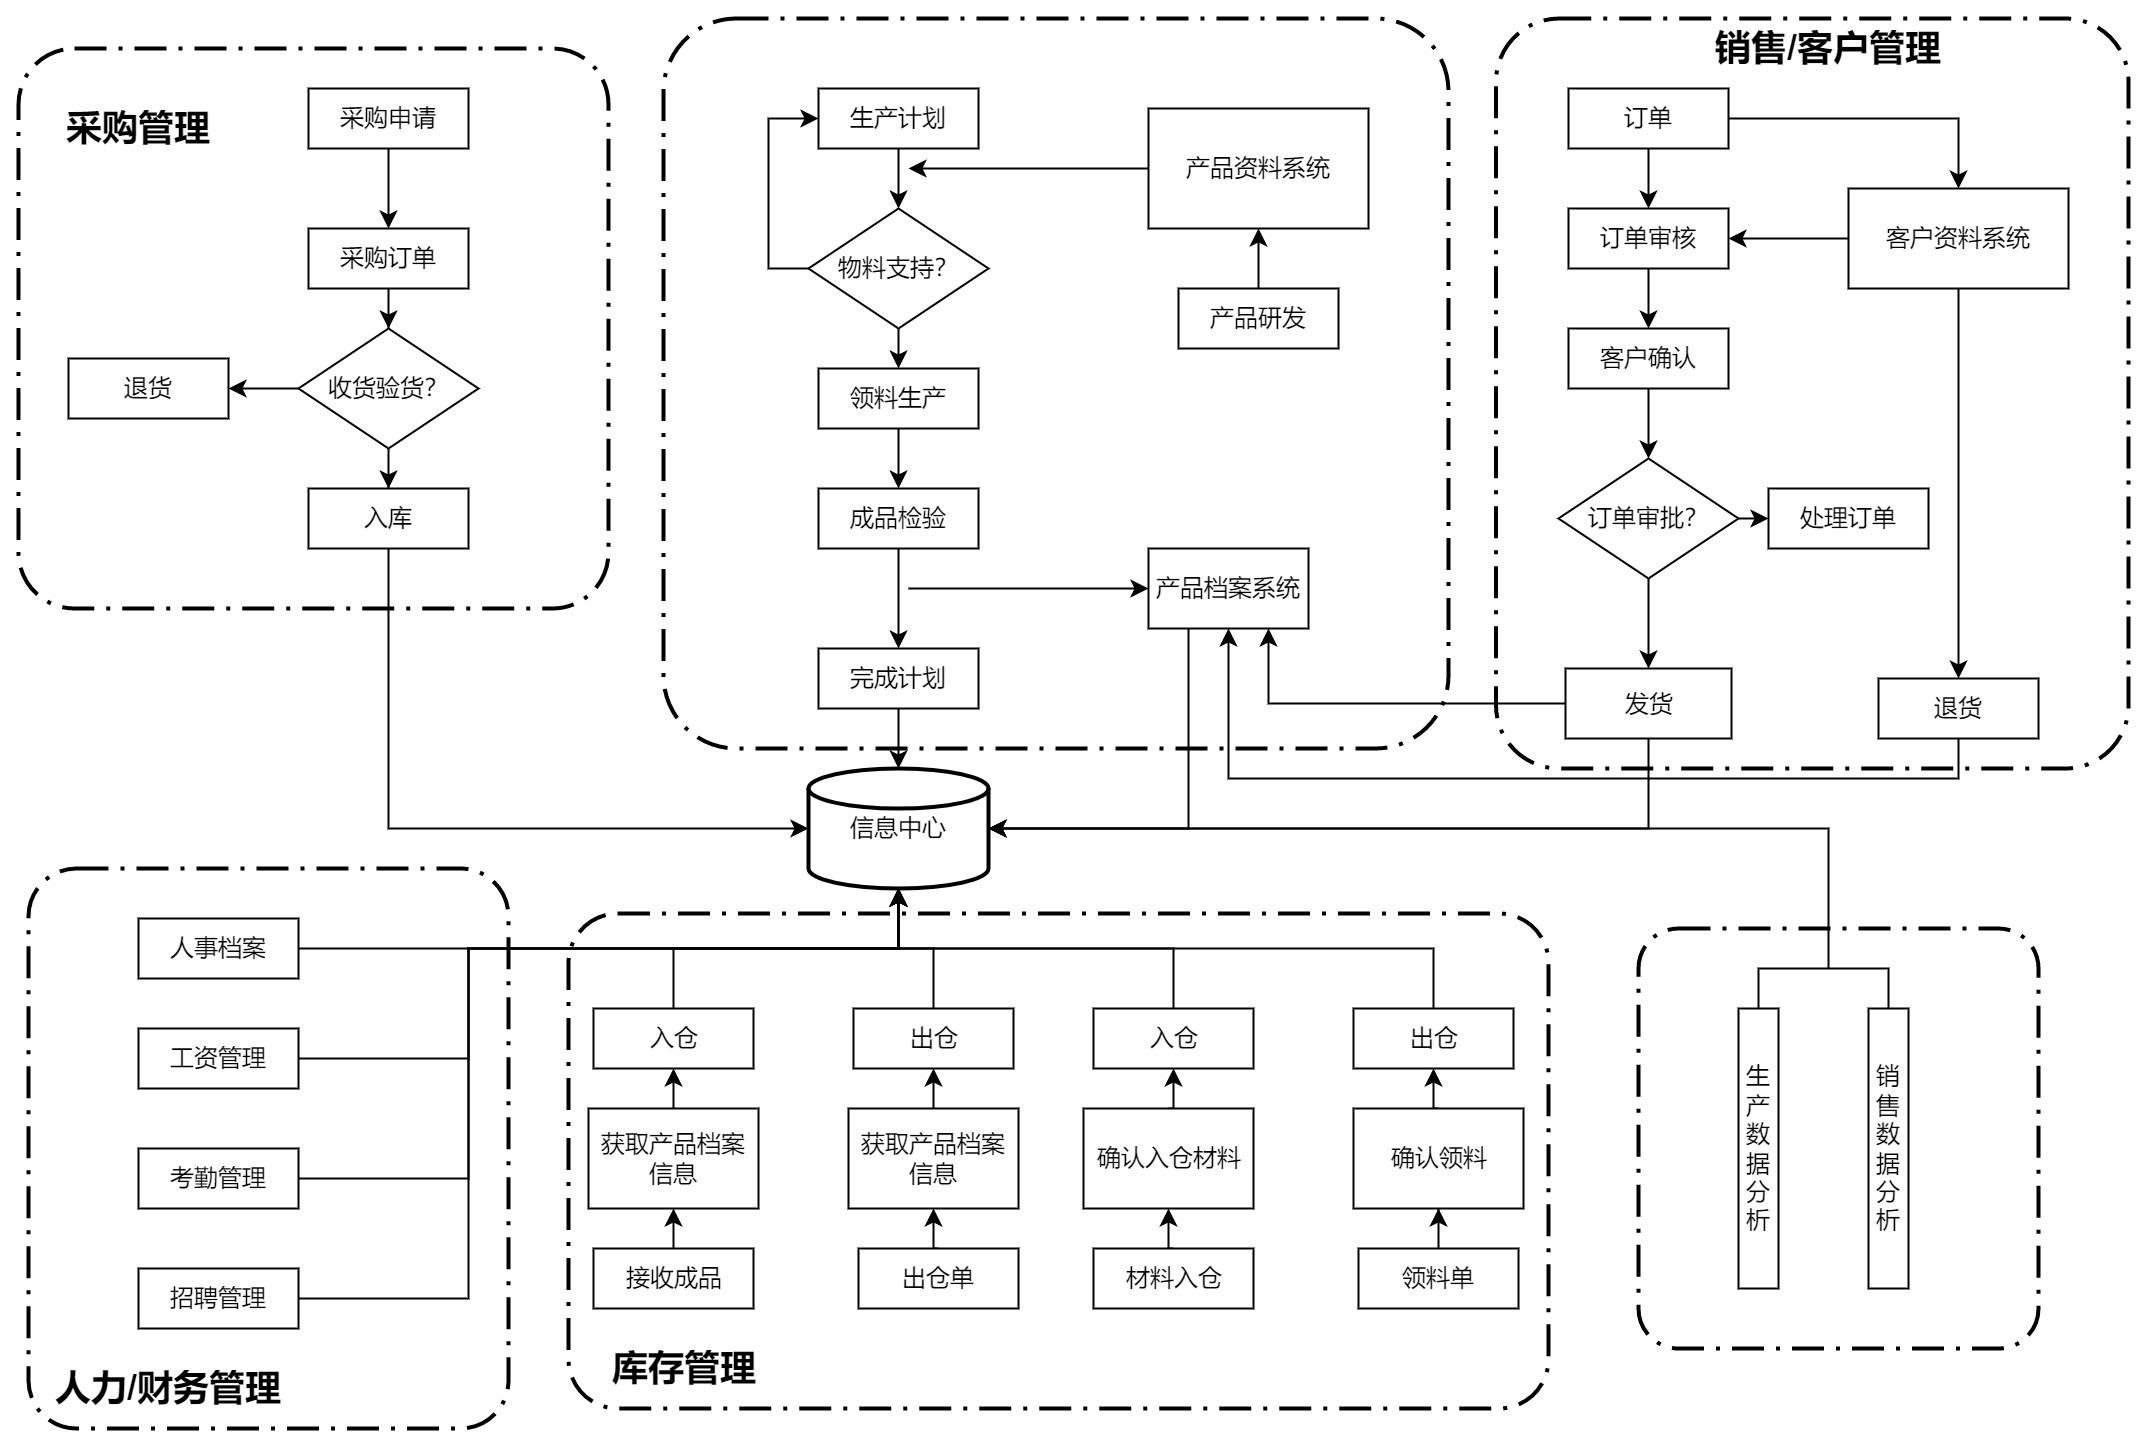 采购管理
采购申请
采购订单
收货验货?
退货
入库
生产计划
产品资料系统
物料支持?
产品研发
领料生产
成品检验
产品档案系统
完成计划
销售/客户管理
订单
订单审核
客户资料系统
客户确认
订单审批?
处理订单
发货
退货
信息中心
人事档案
工资管理
考勤管理
招聘管理
人力/财务管理
入仓
出仓
入仓
出仓
获取产品档案
信息
获取产品档案
信息
确认入仓材料
确认领料
接收成品
出仓单
材料入仓
领料单
库存管理
生产数据分析
销售数据分析